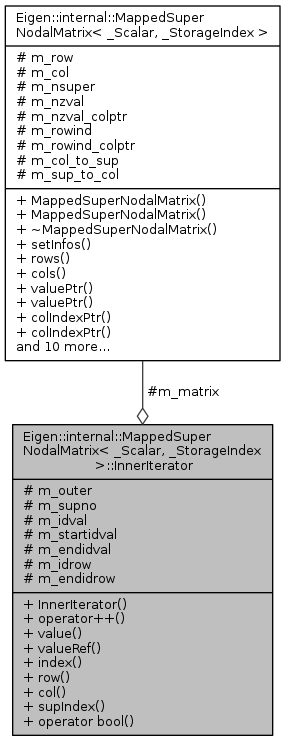 Eigen::internal::MappedSuper
NodalMatrix< _Scalar, _StorageIndex >
# m_row
# m_col
# m_nsuper
# m_nzval
# m_nzval_colptr
# m_rowind
# m_rowind_colptr
# m_col_to_sup
# m_sup_to_col
+ MappedSuperNodalMatrix()
+ MappedSuperNodalMatrix()
+ ~MappedSuperNodalMatrix()
+ setInfos()
+ rows()
+ cols()
+ valuePtr()
+ valuePtr()
+ colIndexPtr()
+ colIndexPtr()
and 10 more...
#m_matrix
Eigen::internal::MappedSuper
NodalMatrix< _Scalar, _StorageIndex
>::InnerIterator
# m_outer
# m_supno
# m_idval
# m_startidval
# m_endidval
# m_idrow
# m_endidrow
+ InnerIterator()
+ operator++()
+ value()
+ valueRef()
+ index()
+ row()
+ col()
+ supIndex()
+ operator bool()